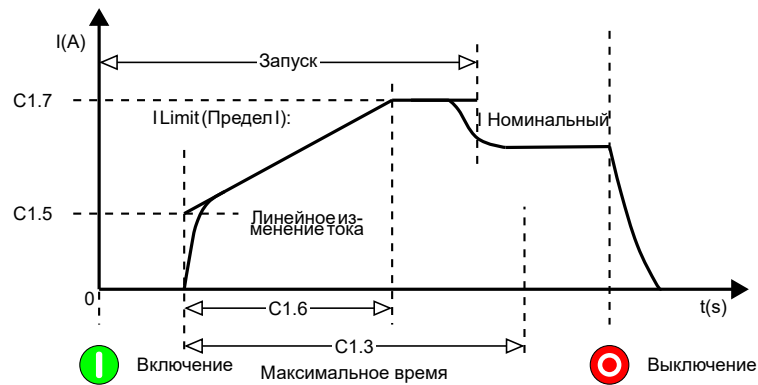 I(A)
Запуск
C1.7
I Limit (Предел I):
I Номинальный
C1.5
Линейное из-
менение тока
0
t(s)
C1.6
C1.3
Включение
Максимальное время
Выключение